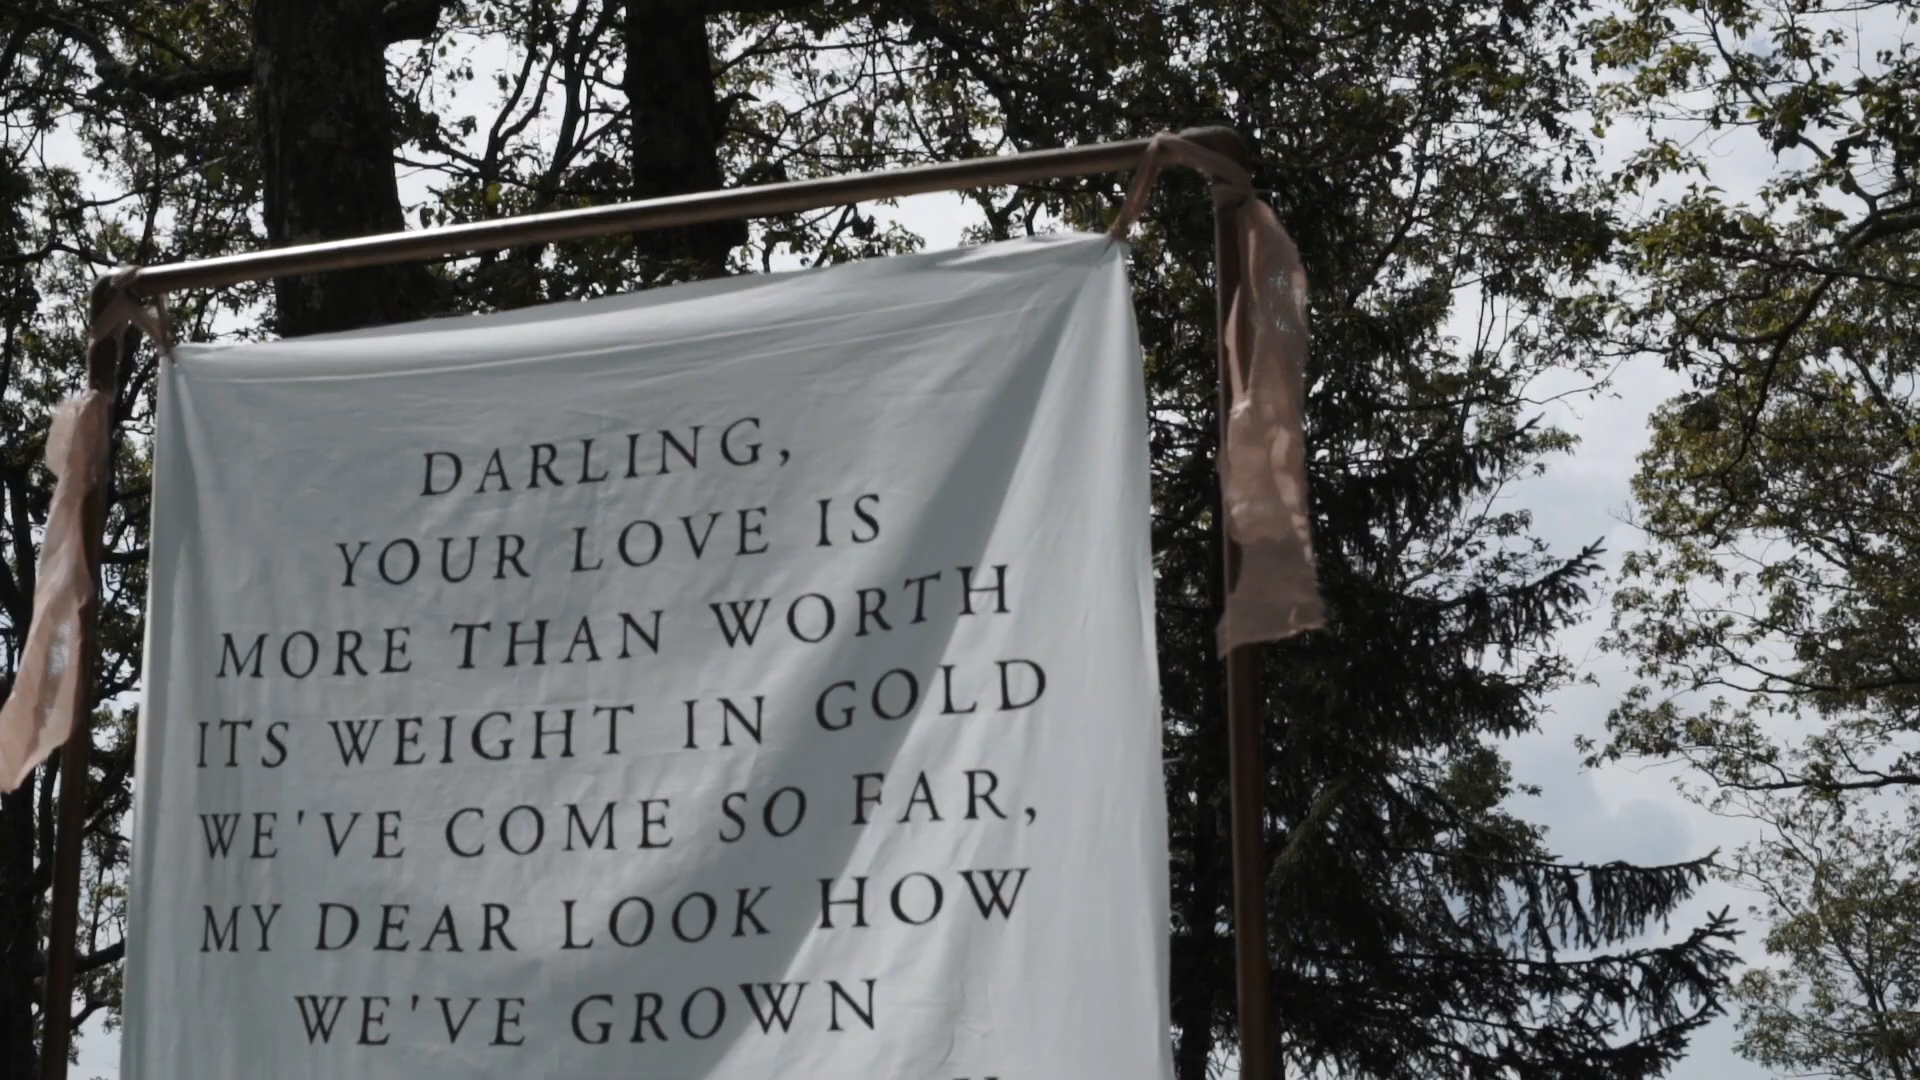 DARLING,
YOUR LOVE IS
MORE THAN WORTH
ITS WEIGHT IN GOLD
WE'VE COME SO FAR,
MY DEAR LOOK HOW
WE'VE GROWN